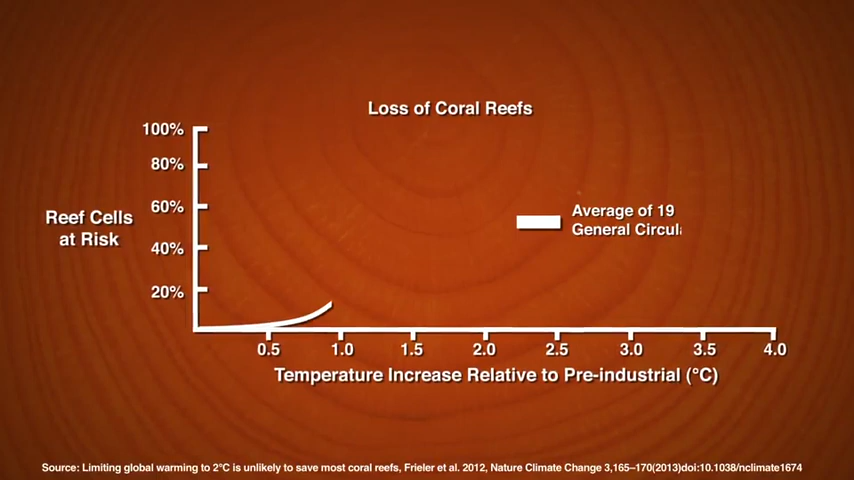 Loss of Coral Reefs
100%
80%
60%
40%
20%
Reef Cells
at Risk
Average of 19
General Circul
0.5 1.0 1.5 2.0 2.5 3.0 3.5 4.0
Temperature Increase Relative to Pre-industrial (°C)
Source: Limiting global warming to 2°C is unlikely to save most coral reefs, Frieler et al. 2012, Nature Climate Change 3,165–170(2013)doi:10.1038/nclimate1674